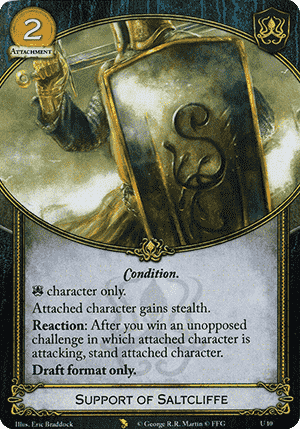 2
ATTACHMENT
Condition.
character only.
Attached character gains stealth.
Reaction: After you win an unopposed
challenge in which attached character is
attacking, stand attached character.
Draft format only.
SUPPORT OF SALTCLIFFE
Illus. Eric Braddock
© George R.R. Martin © FFG
U 10